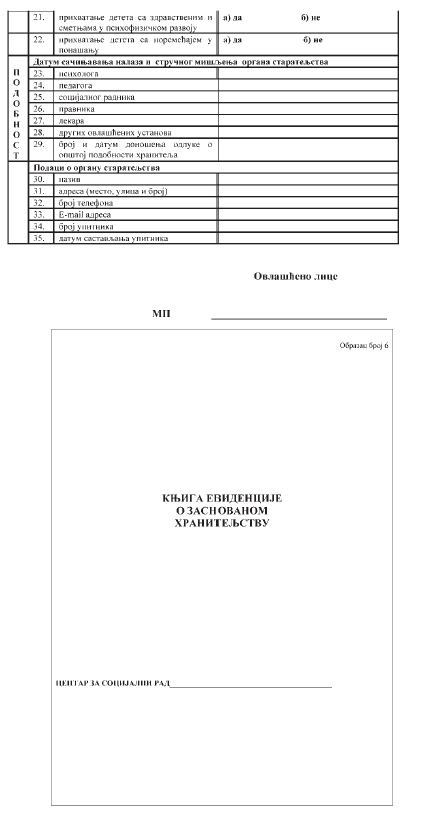 21. прихватање детета са здравственим и a) да б) не
сметњама у психофизичком развоју
22. прихватање детета са поремећајем у a) да б) не
понашању
ПОДОБНОСТ
Датум сачињавања налаза и стручног мишљења органа старатељства
23. психолога
24. педагога
25. социјалног радника
26. правника
27. лекара
28. других овлашћених установа
29. број и датум доношења одлуке о
општој подобности хранитеља
Подаци о органу старатељства
30. назив
31. адреса (место, улица и број)
32. број телефона
33. E-mail адреса
34. број упитника
35. датум састављања упитника
Овлашћено лице
МП
Образац број 6
КЊИГА ЕВИДЕНЦИЈЕ
О ЗАСНОВАНОМ
ХРАНИТЕЉСТВУ
ЦЕНТАР ЗА СОЦИЈАЛНИ РАД